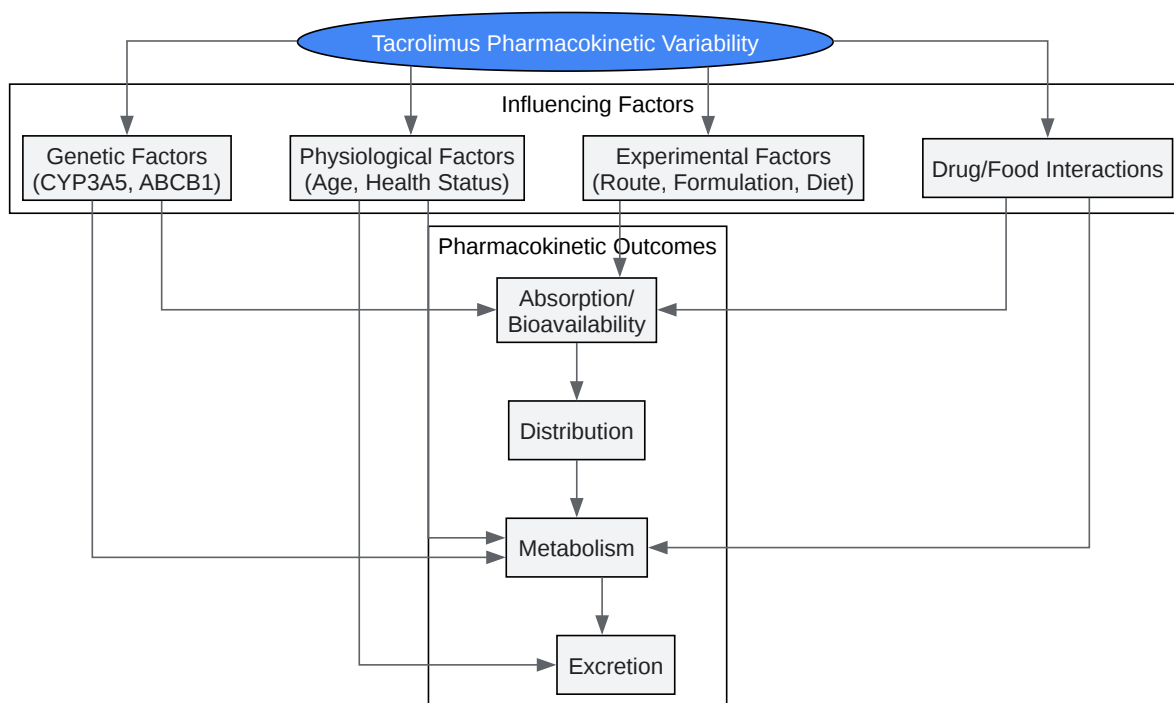 Tacrolimus Pharmacokinetic Variability
Influencing Factors
Genetic Factors
(CYP3A5, ABCB1)
Physiological Factors
(Age, Health Status)
Experimental Factors
(Route, Formulation, Diet)
Drug/Food Interactions
Pharmacokinetic Outcomes
Absorption/
Bioavailability
Distribution
Metabolism
Excretion